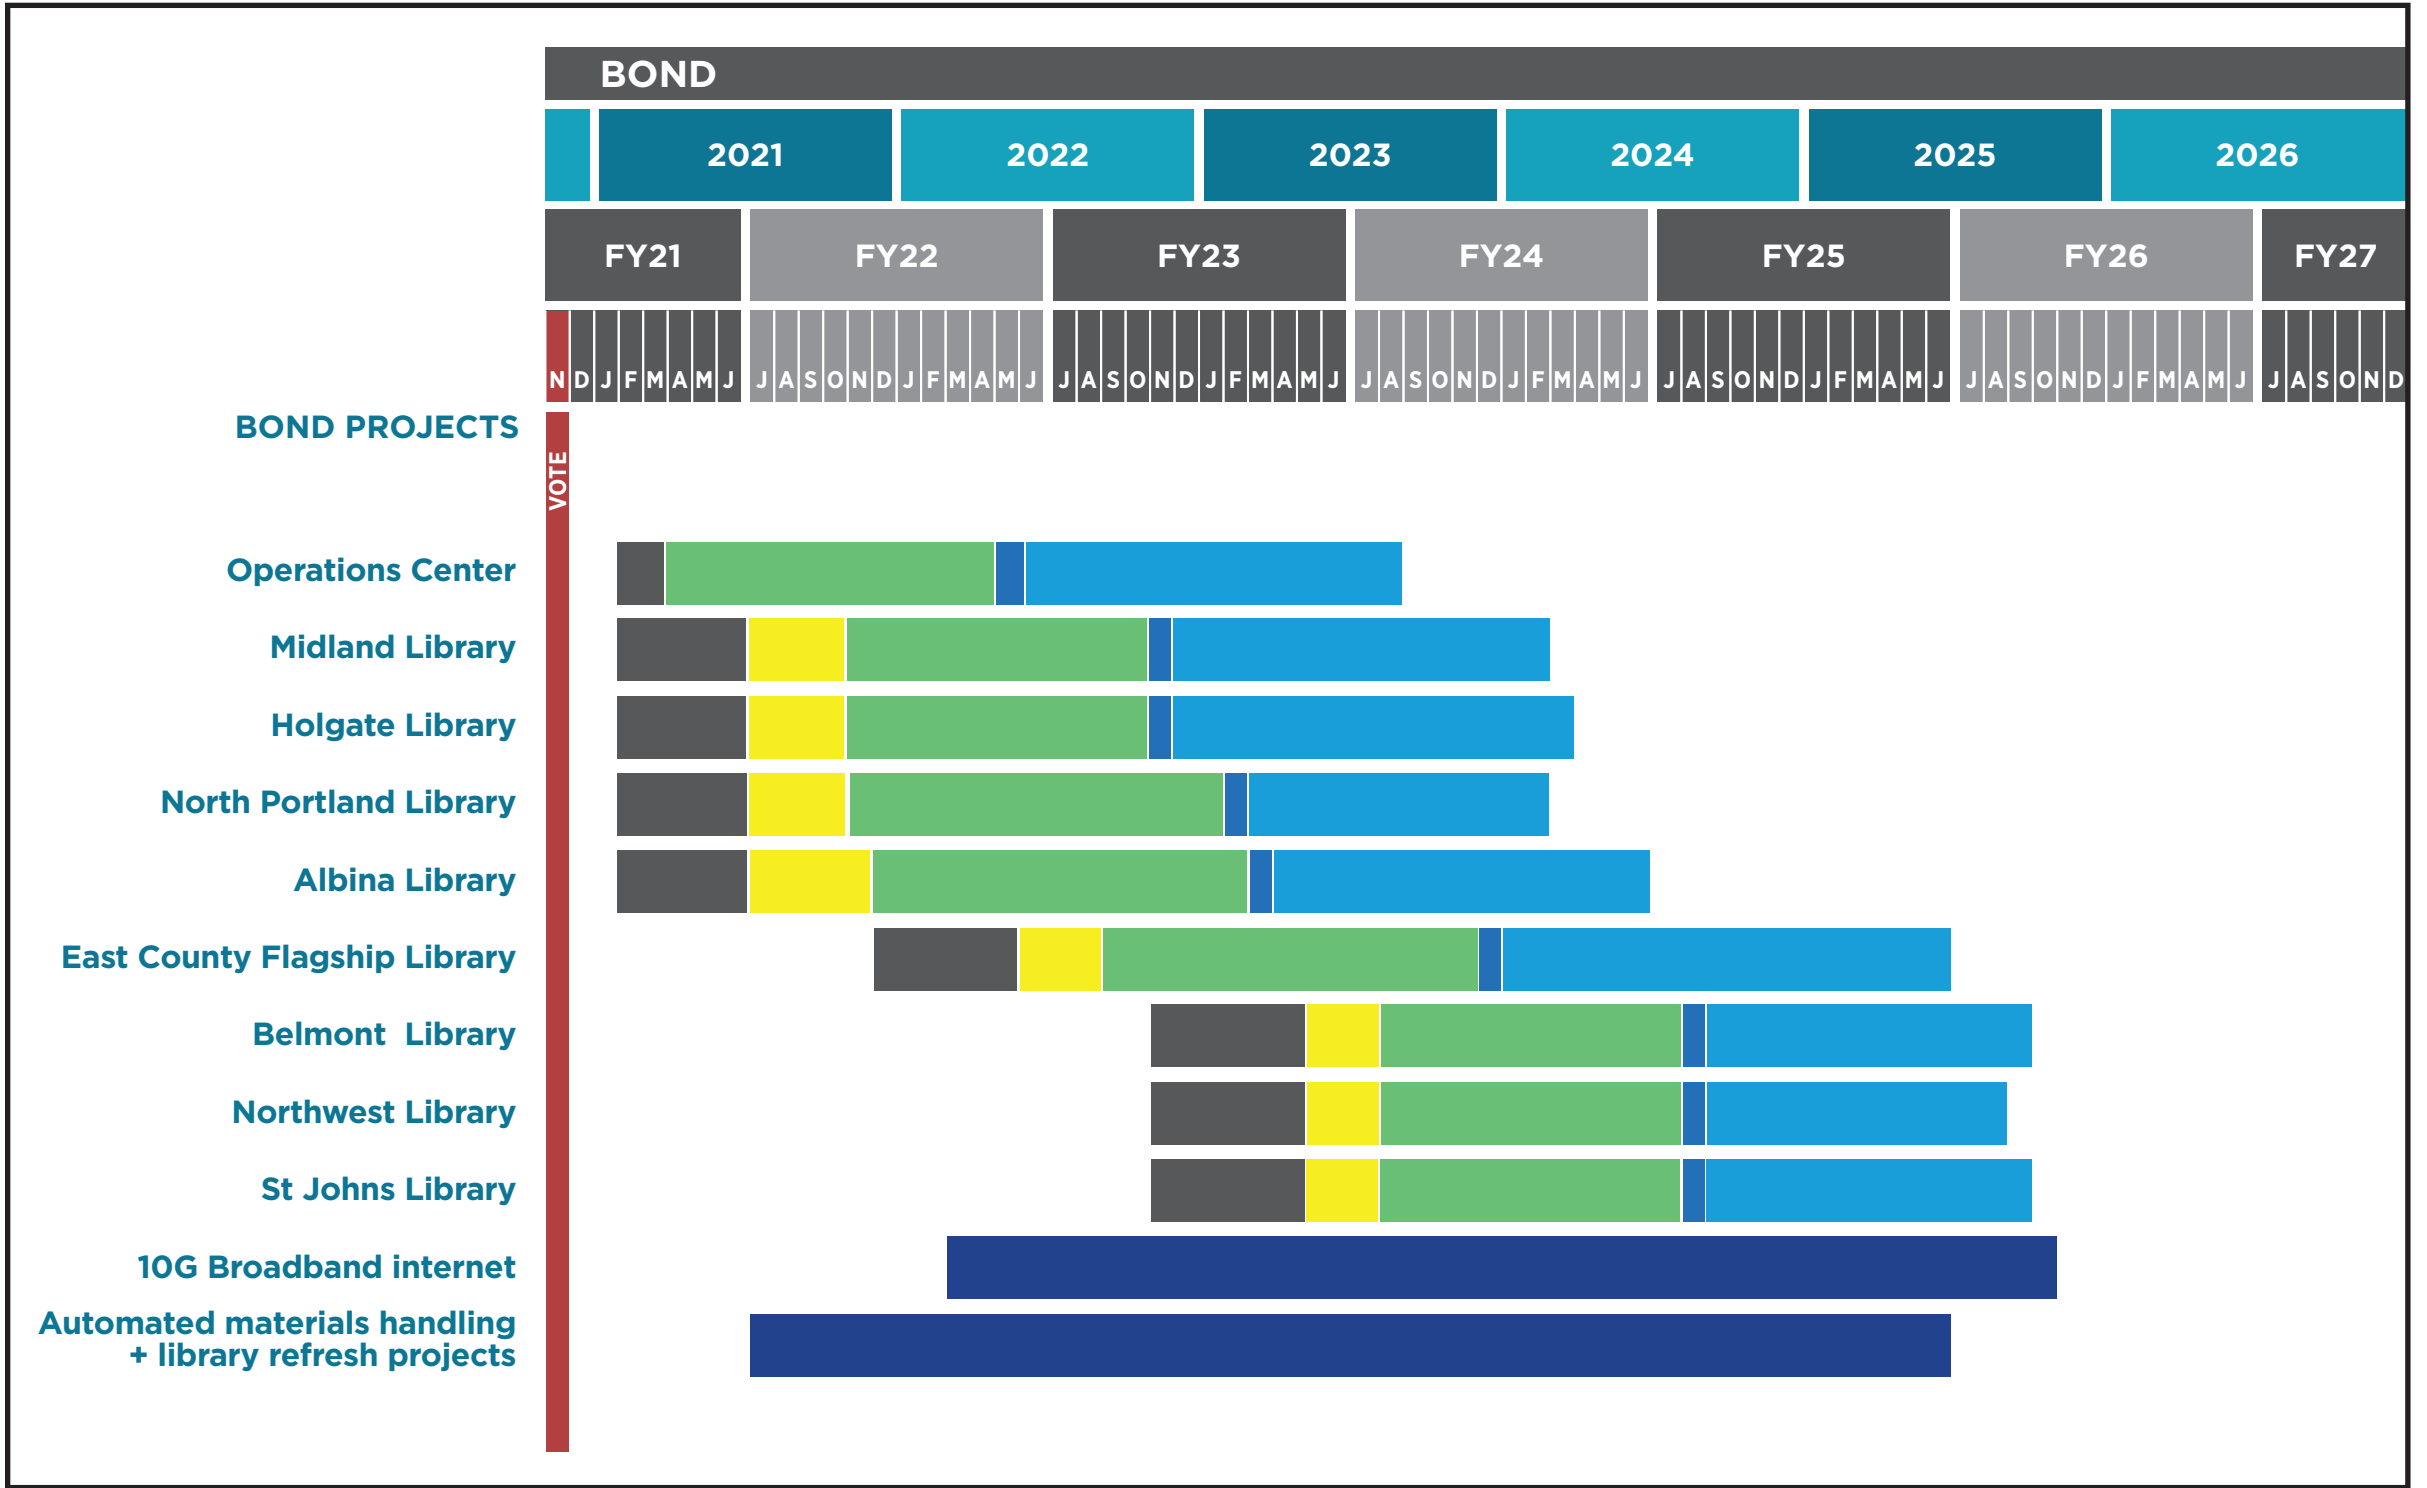 BOND
2021 2022 2023 2024 2025 2026
FY21 FY22 FY23 FY24 FY25 FY26 FY27
N D J F M A M J J A S O N D J F M A M J J A S O N D J F M A M J J A S O N D J F M A M J J A S O N D J F M A M J J A S O N D J F M A M J J A S O N D
BOND PROJECTS
VOTE
Operations Center
Midland Library
Holgate Library
North Portland Library
Albina Library
East County Flagship Library
Belmont Library
Northwest Library
St Johns Library
10G Broadband internet
Automated materials handling
+ library refresh projects